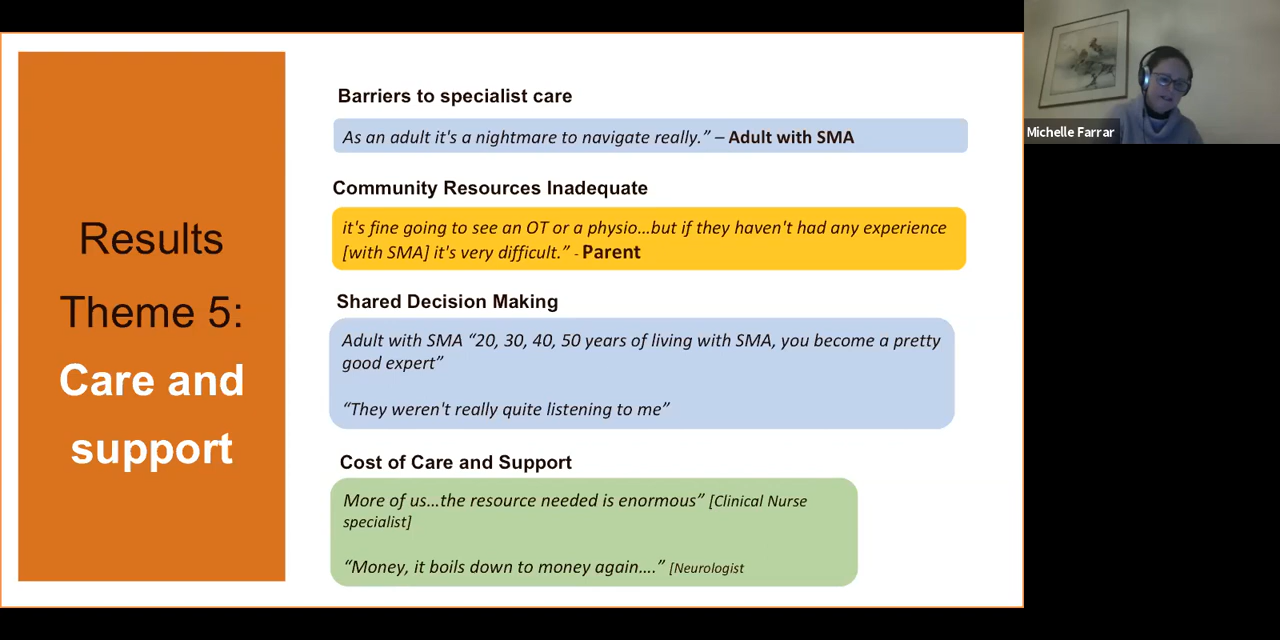 Results
Theme 5:
Care and
support
Barriers to specialist care
As an adult it's a nightmare to navigate really.” – Adult with SMA
Community Resources Inadequate
it's fine going to see an OT or a physio...but if they haven't had any experience
[with SMA] it's very difficult.” - Parent
Shared Decision Making
Adult with SMA “20, 30, 40, 50 years of living with SMA, you become a pretty
good expert”
“They weren't really quite listening to me”
Cost of Care and Support
More of us...the resource needed is enormous” [Clinical Nurse
specialist]
“Money, it boils down to money again....” [Neurologist
Michelle Farrar